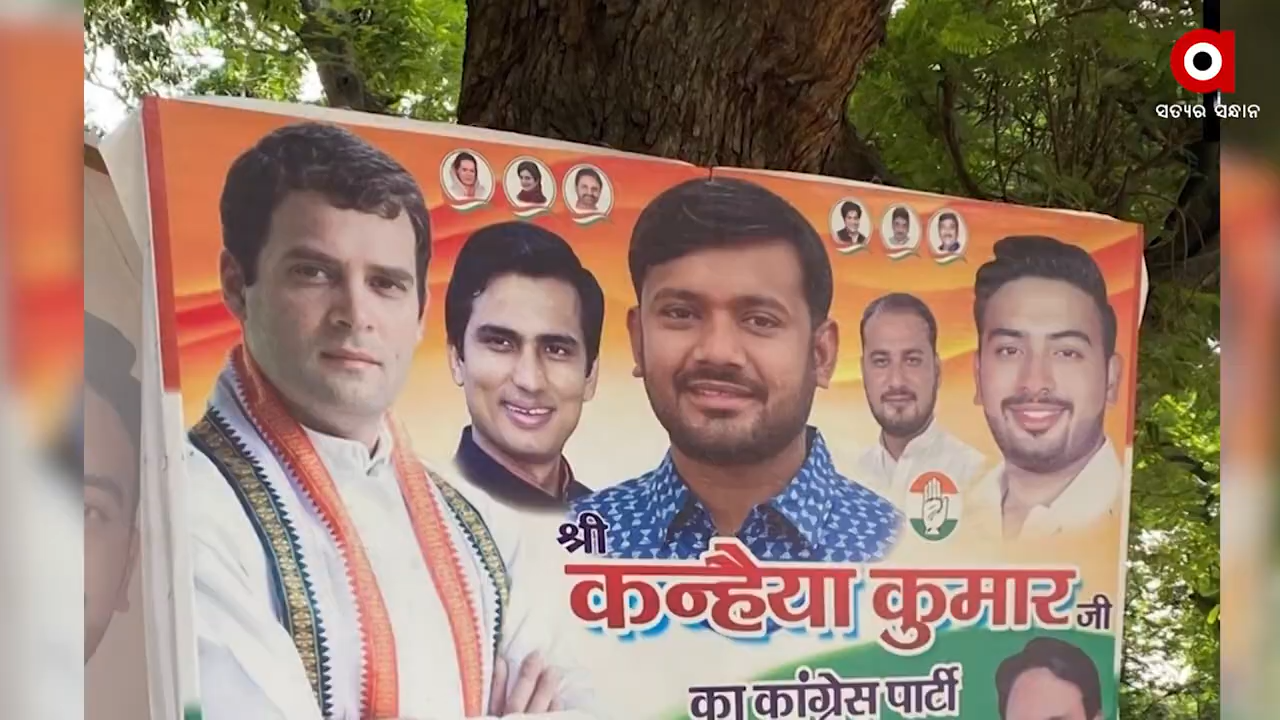 ସତ୍ୟର ସନ୍ଧାନ
श्री
कन्हैया कुमार जी
का कांग्रेस पार्टी